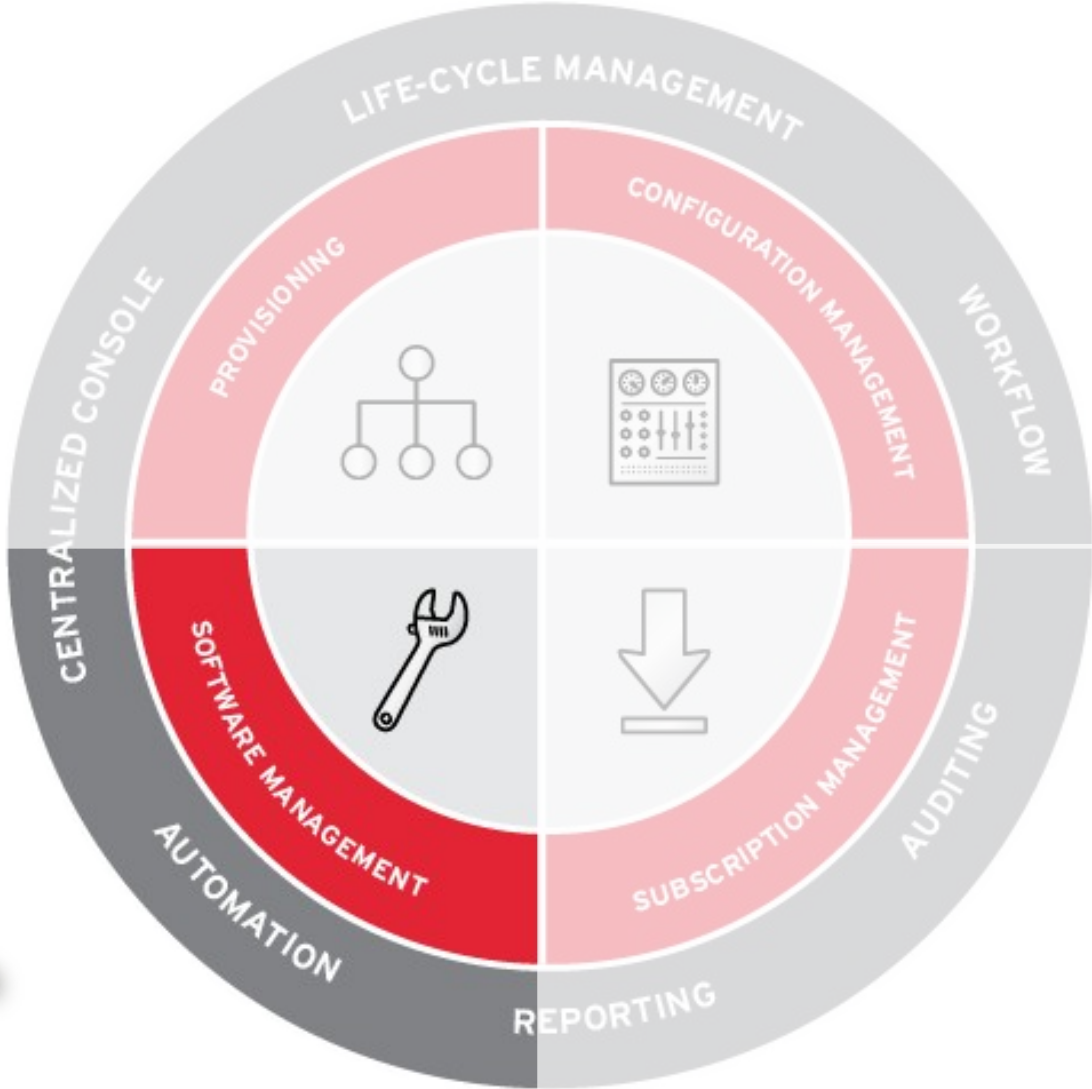 LIFE-CYCLE MANAGEMENT
CENTRALIZED CONSOLE
WORKFLOW
PROVISIONING
CONFIGURATION MANAGEMENT
SOFTWARE MANAGEMENT
SUBSCRIPTION MANAGEMENT
AUTOMATION
AUDITING
REPORTING